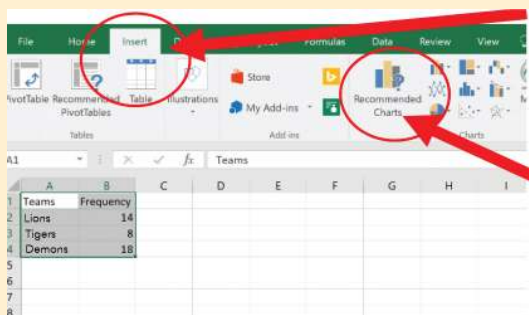 File Home Insert Formulas Data Review View
PivotTable Recommended PivotTables Table Illustrations Store My Add-ins Recommended Charts
Tables Add-ins Charts
A1 fx Teams
A B C D E F G H I
1 Teams Frequency
2 Lions 14
3 Tigers 8
4 Demons 18
5
6
7
8